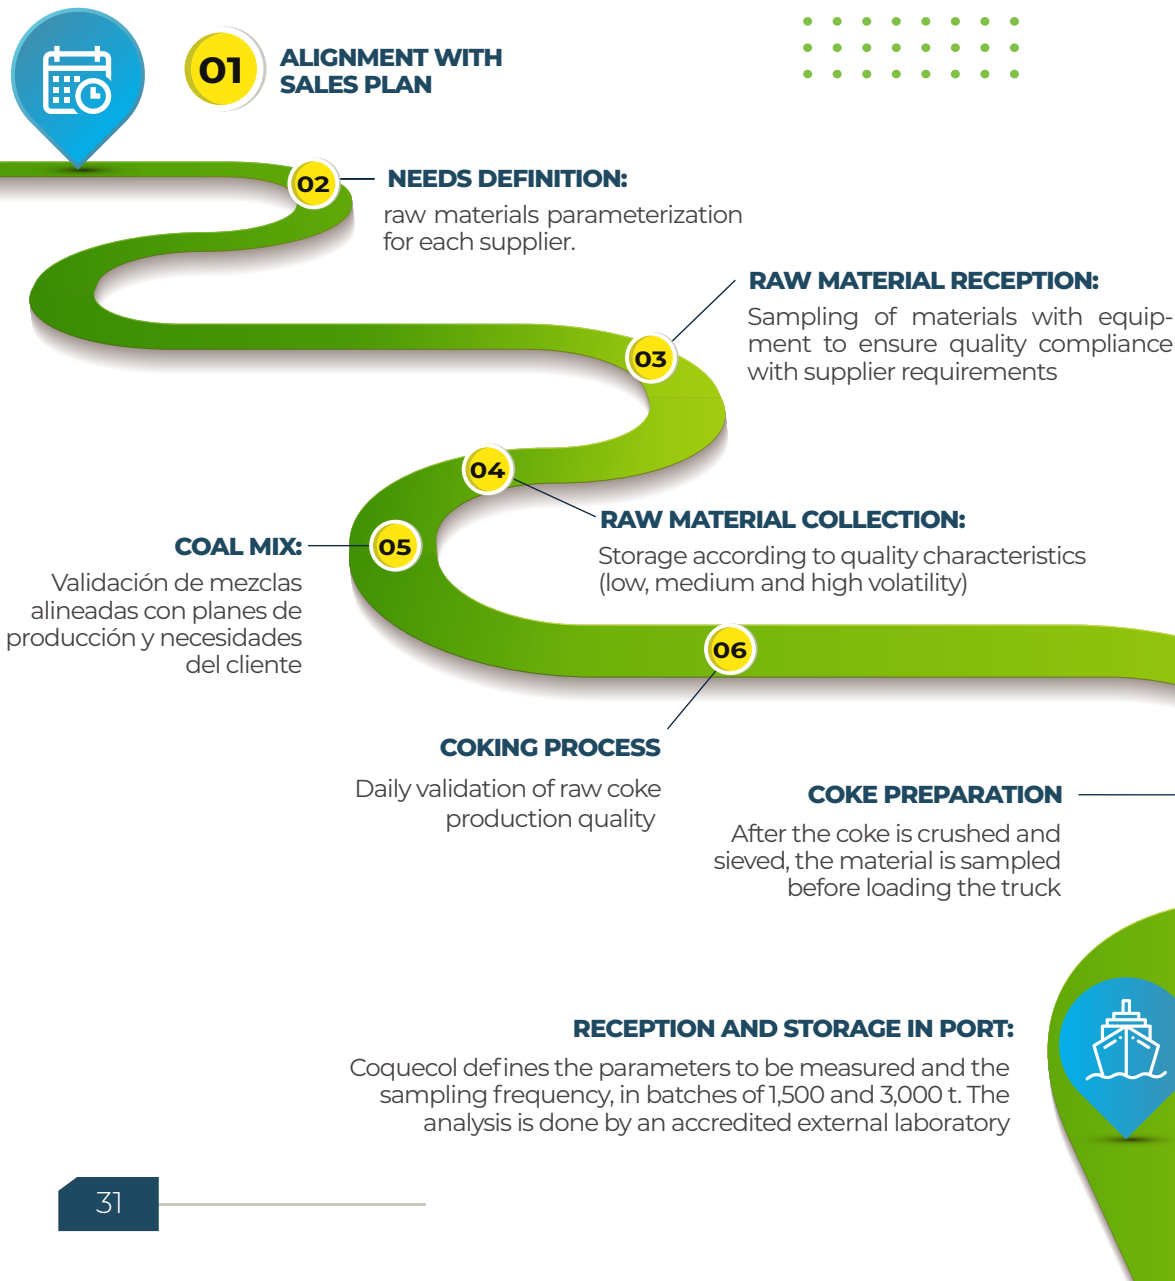 01
ALIGNMENT WITH
SALES PLAN
02
NEEDS DEFINITION:
raw materials parameterization
for each supplier.
03
RAW MATERIAL RECEPTION:
Sampling of materials with equip-
ment to ensure quality compliance
with supplier requirements
04
RAW MATERIAL COLLECTION:
Storage according to quality characteristics
(low, medium and high volatility)
05
COAL MIX:
Validación de mezclas
alineadas con planes de
producción y necesidades
del cliente
06
COKING PROCESS
Daily validation of raw coke
production quality
COKE PREPARATION
After the coke is crushed and
sieved, the material is sampled
before loading the truck
RECEPTION AND STORAGE IN PORT:
Coquecol defines the parameters to be measured and the
sampling frequency, in batches of 1,500 and 3,000 t. The
analysis is done by an accredited external laboratory
31